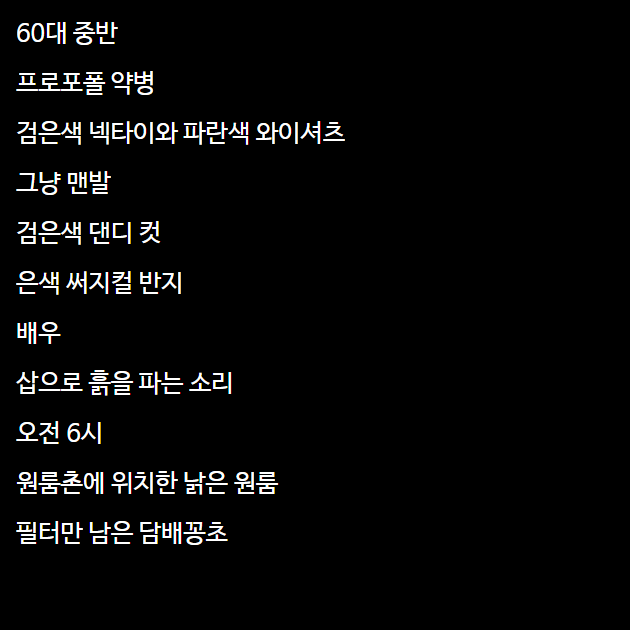 60대 중반
프로포폴 약병
검은색 넥타이와 파란색 와이셔츠
그냥 맨발
검은색 댄디 컷
은색 써지컬 반지
배우
삽으로 흙을 파는 소리
오전 6시
원룸촌에 위치한 낡은 원룸
필터만 남은 담배꽁초